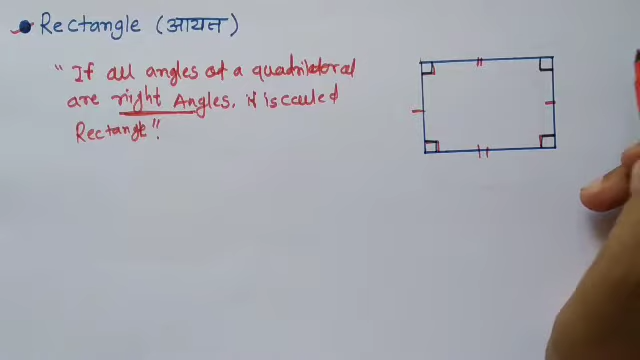 Rectangle (आयत)
" If all angles of a quadrilateral
are right Angles, it is called
Rectangle".